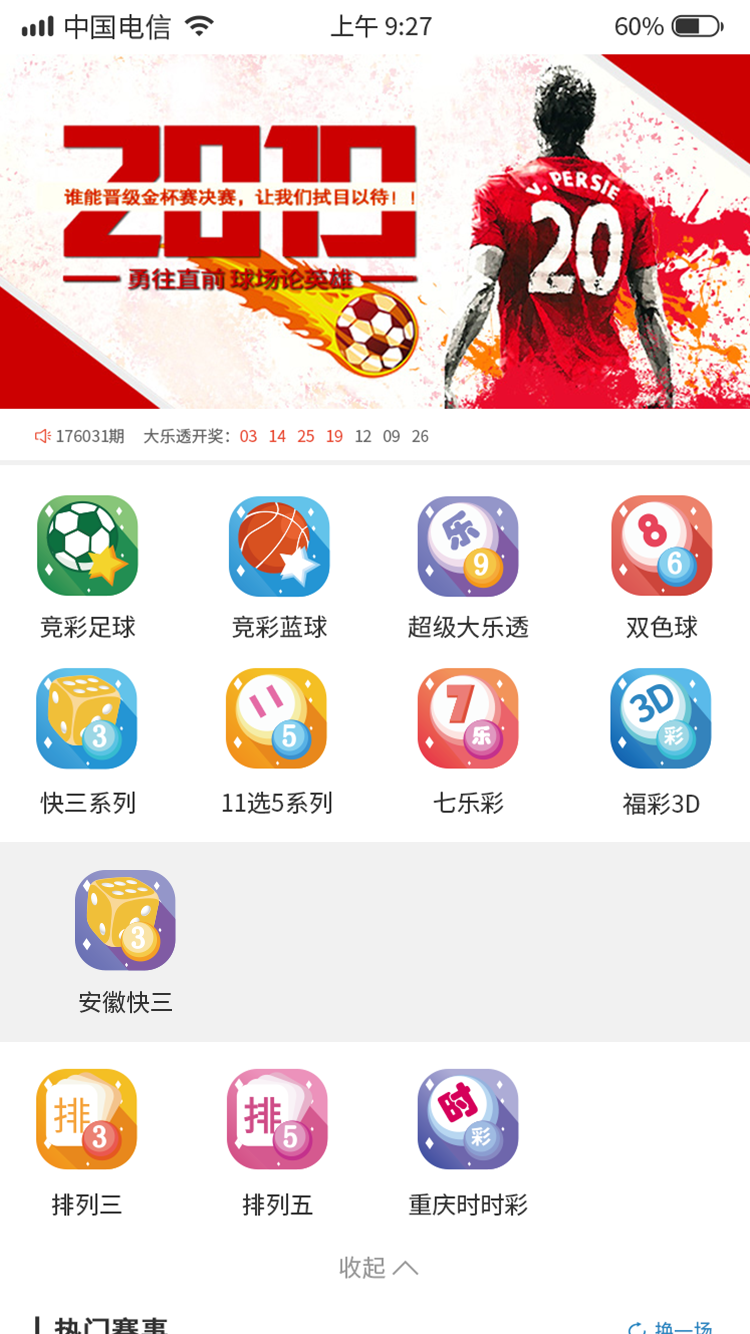 中国电信 上午 9:27 60%
2019
谁能晋级金杯赛决赛，让我们拭目以待！！
勇往直前 球场论英雄
V. PERSIE
20
176031期 大乐透开奖： 03 14 25 19 12 09 26
乐 9 8 6
竞彩足球 竞彩蓝球 超级大乐透 双色球
3 11 5 7 乐 3D 彩
快三系列 11选5系列 七乐彩 福彩3D
3
安徽快三
排 3 排 5 时 彩
排列三 排列五 重庆时时彩
收起
热门赛事 换一场